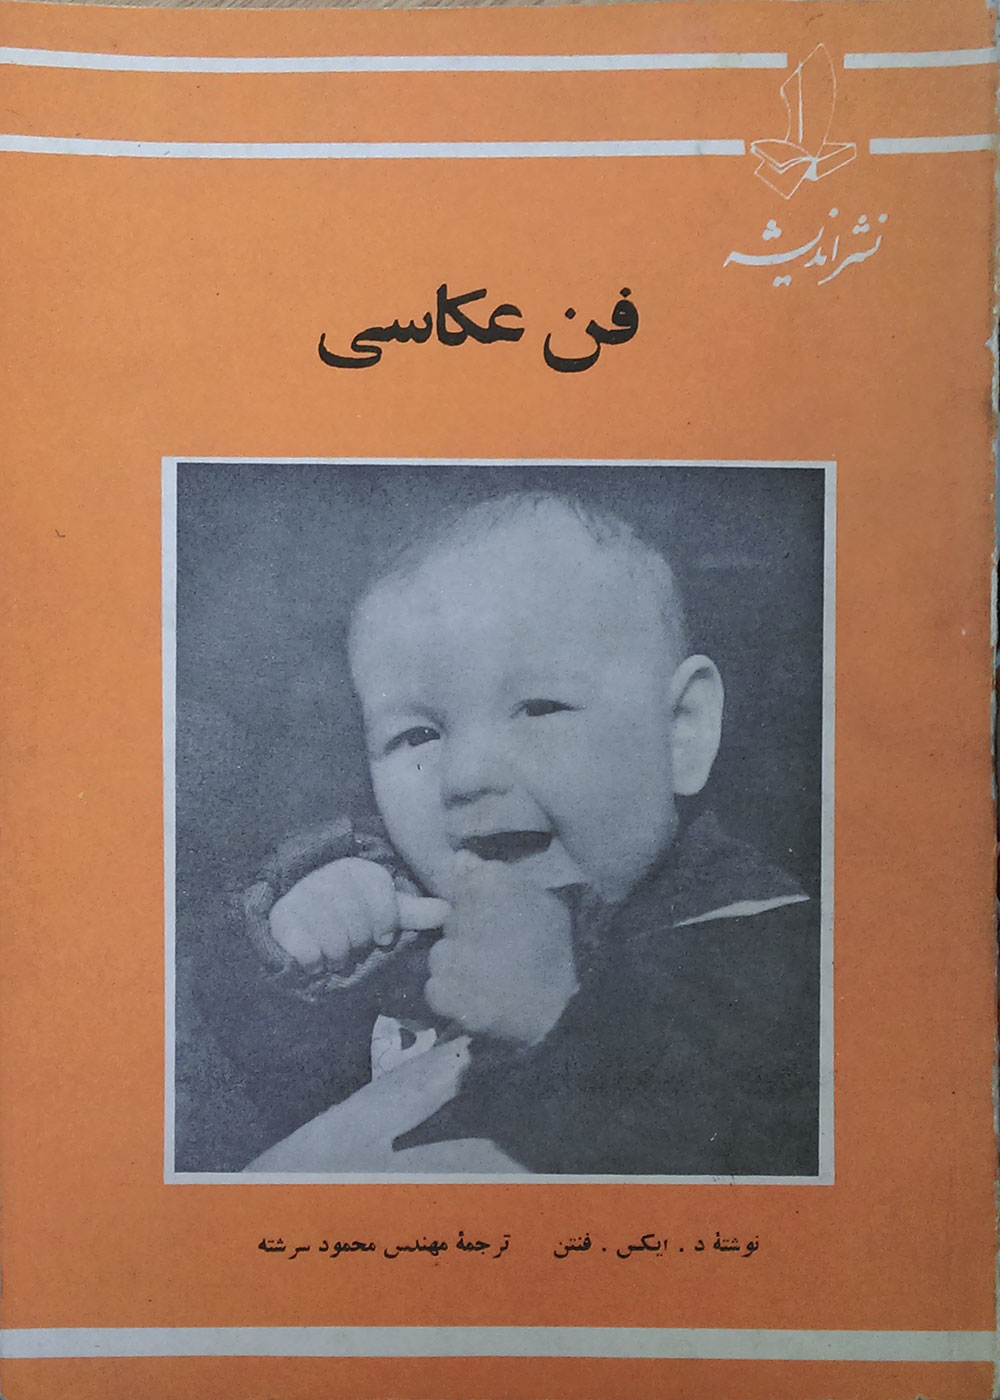 نشر اندیشه
فن عکاسی
نوشتهٔ د . ایکس . فنتن ترجمهٔ مهندس محمود سرشته